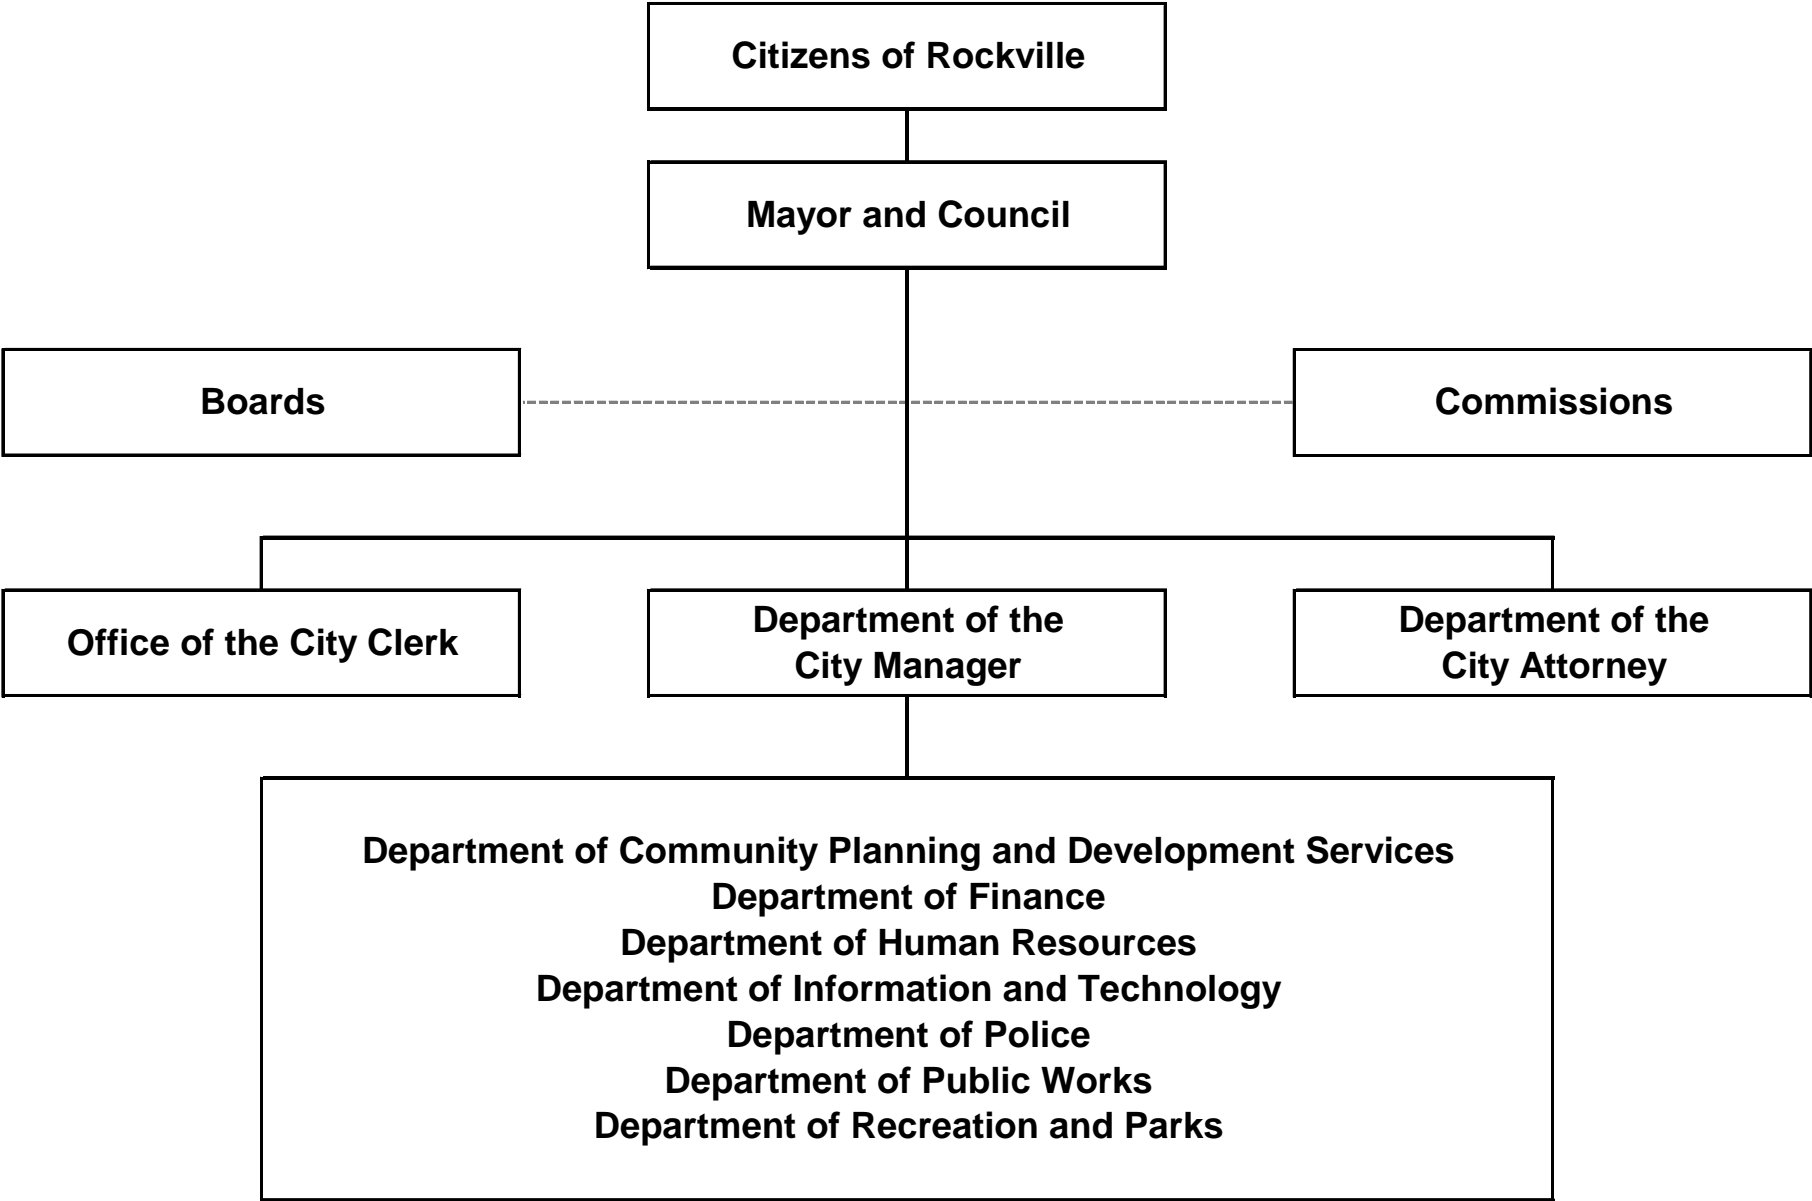 Citizens of Rockville
Mayor and Council
Boards
Commissions
Office of the City Clerk
Department of the
City Manager
Department of the
City Attorney
Department of Community Planning and Development Services
Department of Finance
Department of Human Resources
Department of Information and Technology
Department of Police
Department of Public Works
Department of Recreation and Parks